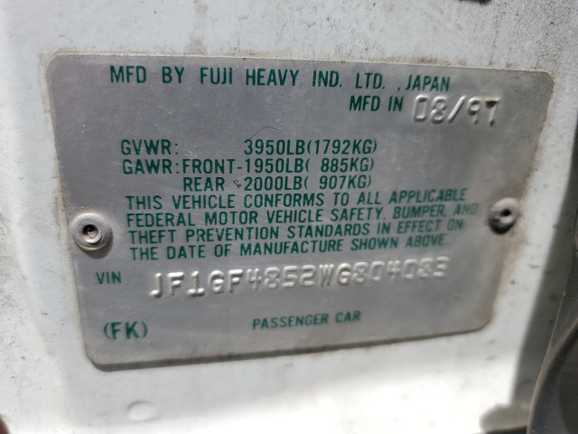 MFD BY FUJI HEAVY IND. LTD. ,JAPAN
MFD IN 08/97
GVWR: 3950LB(1792KG)
GAWR:FRONT-1950LB( 885KG)
REAR -2000LB( 907KG)
THIS VEHICLE CONFORMS TO ALL APPLICABLE
FEDERAL MOTOR VEHICLE SAFETY, BUMPER, AND
THEFT PREVENTION STANDARDS IN EFFECT ON
THE DATE OF MANUFACTURE SHOWN ABOVE.
VIN JF1GF4852WG804083
(FK) PASSENGER CAR